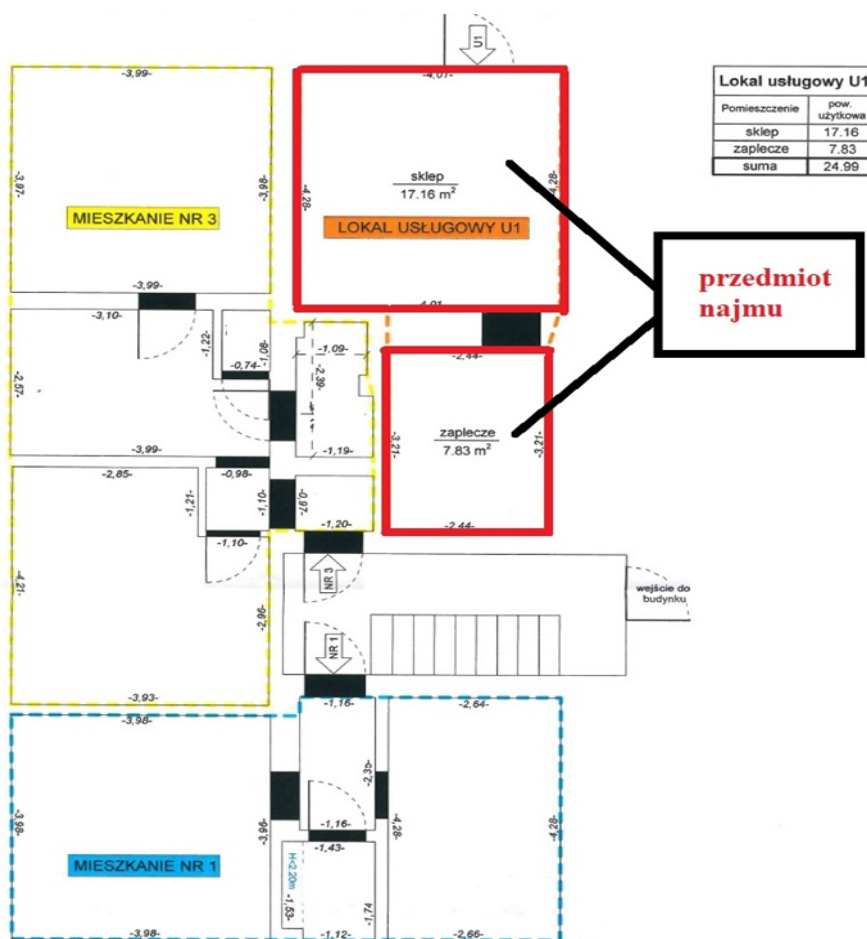 U1
-3,99-
-4,01-
Lokal usługowy U1
Pomieszczenie pow. użytkowa
sklep 17.16
zaplecze 7.83
suma 24.99
-3,97-
-3,98-
-4,28-
sklep
17.16 m²
-4,28-
MIESZKANIE NR 3
LOKAL USŁUGOWY U1
przedmiot
najmu
-3,99-
-4,01-
-3,10-
-1,22-
-1,06-
-1,09-
-2,39-
-2,44-
-0,74-
-2,57-
-3,21-
zaplecze
7.83 m²
-3,21-
-3,99-
-1,19-
-2,85-
-0,98-
-1,21-
-1,10-
-0,97-
-1,20-
-2,44-
-1,10-
-4,21-
-2,96-
NR 3
wejście do
budynku
NR 1
-3,93-
-3,98-
-1,16-
-2,64-
-2,35-
-3,98-
-3,96-
-1,16-
-4,28-
-4,28-
-1,43-
MIESZKANIE NR 1
H<2.20m
-1,53-
-1,74
-3,98-
-1,12-
-2,66-